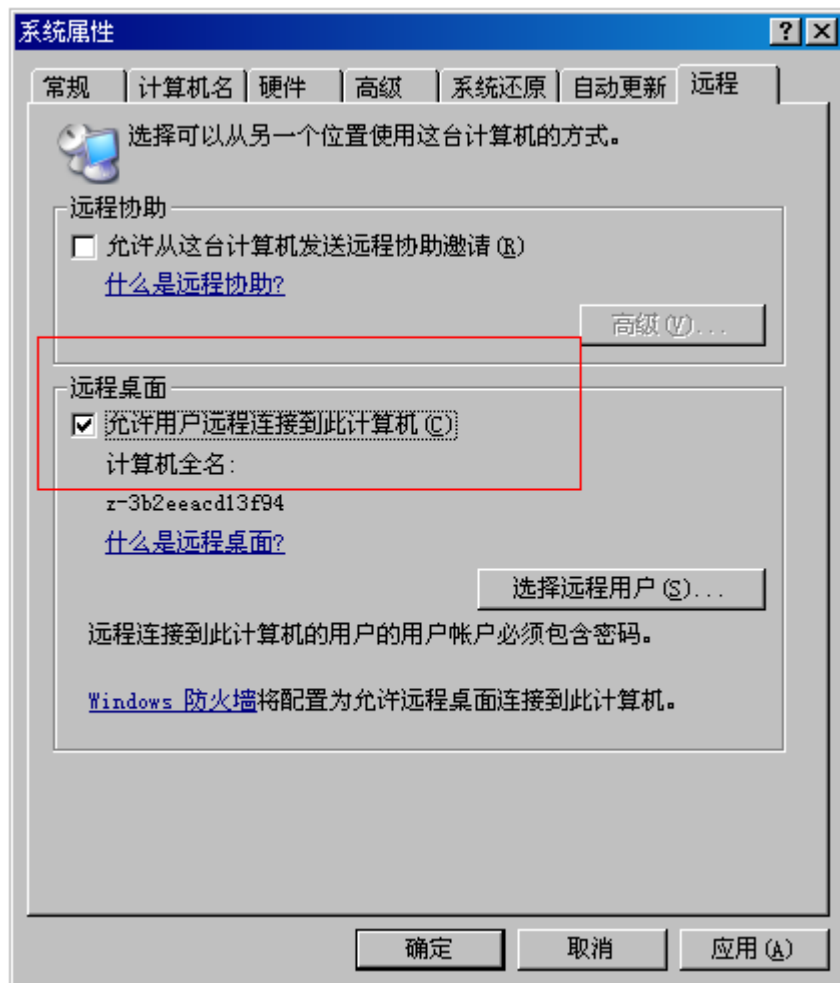 系统属性
常规 计算机名 硬件 高级 系统还原 自动更新 远程
选择可以从另一个位置使用这台计算机的方式。
远程协助
允许从这台计算机发送远程协助邀请(R)
什么是远程协助?
高级(V)...
远程桌面
允许用户远程连接到此计算机(C)
计算机全名:
z-3b2eeacd13f94
什么是远程桌面?
选择远程用户(S)...
远程连接到此计算机的用户的用户帐户必须包含密码。
Windows 防火墙将配置为允许远程桌面连接到此计算机。
确定 取消 应用(A)